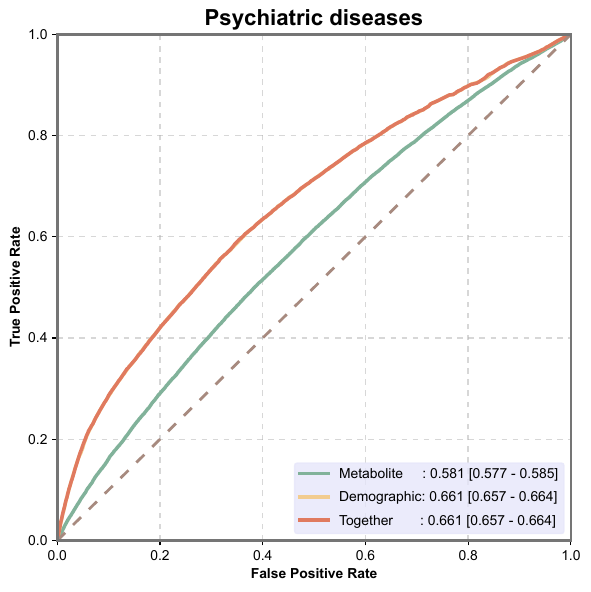 Psychiatric diseases
1.0
0.8
0.6
0.4
0.2
0.0
True Positive Rate
Metabolite : 0.581 [0.577 - 0.585]
Demographic: 0.661 [0.657 - 0.664]
Together : 0.661 [0.657 - 0.664]
0.0 0.2 0.4 0.6 0.8 1.0
False Positive Rate